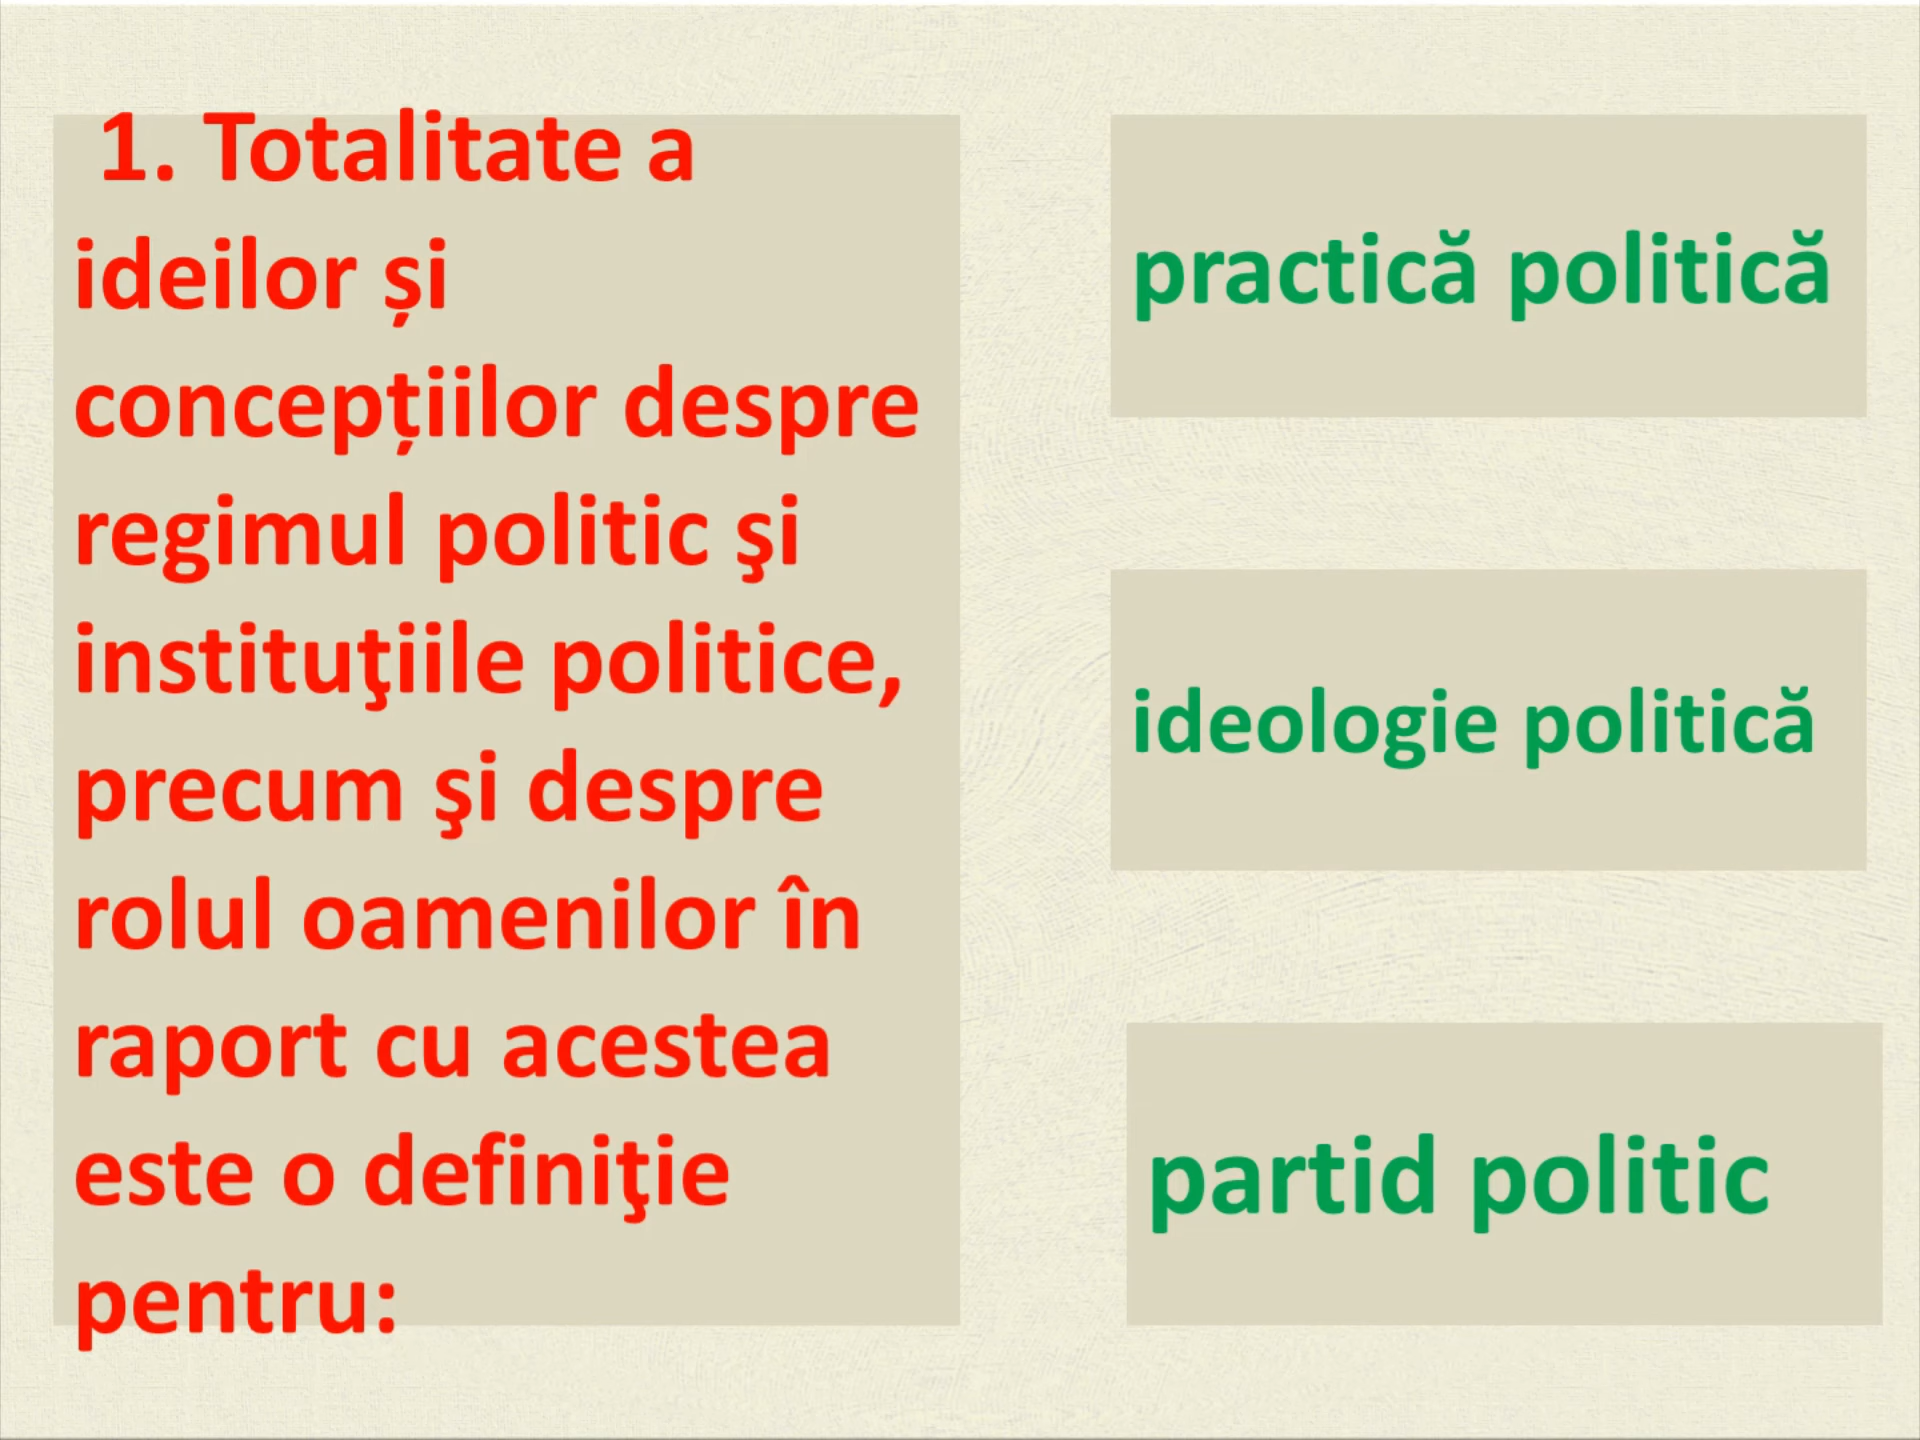 1. Totalitate a
ideilor și
concepțiilor despre
regimul politic şi
instituţiile politice,
precum şi despre
rolul oamenilor în
raport cu acestea
este o definiţie
pentru:
practică politică
ideologie politică
partid politic